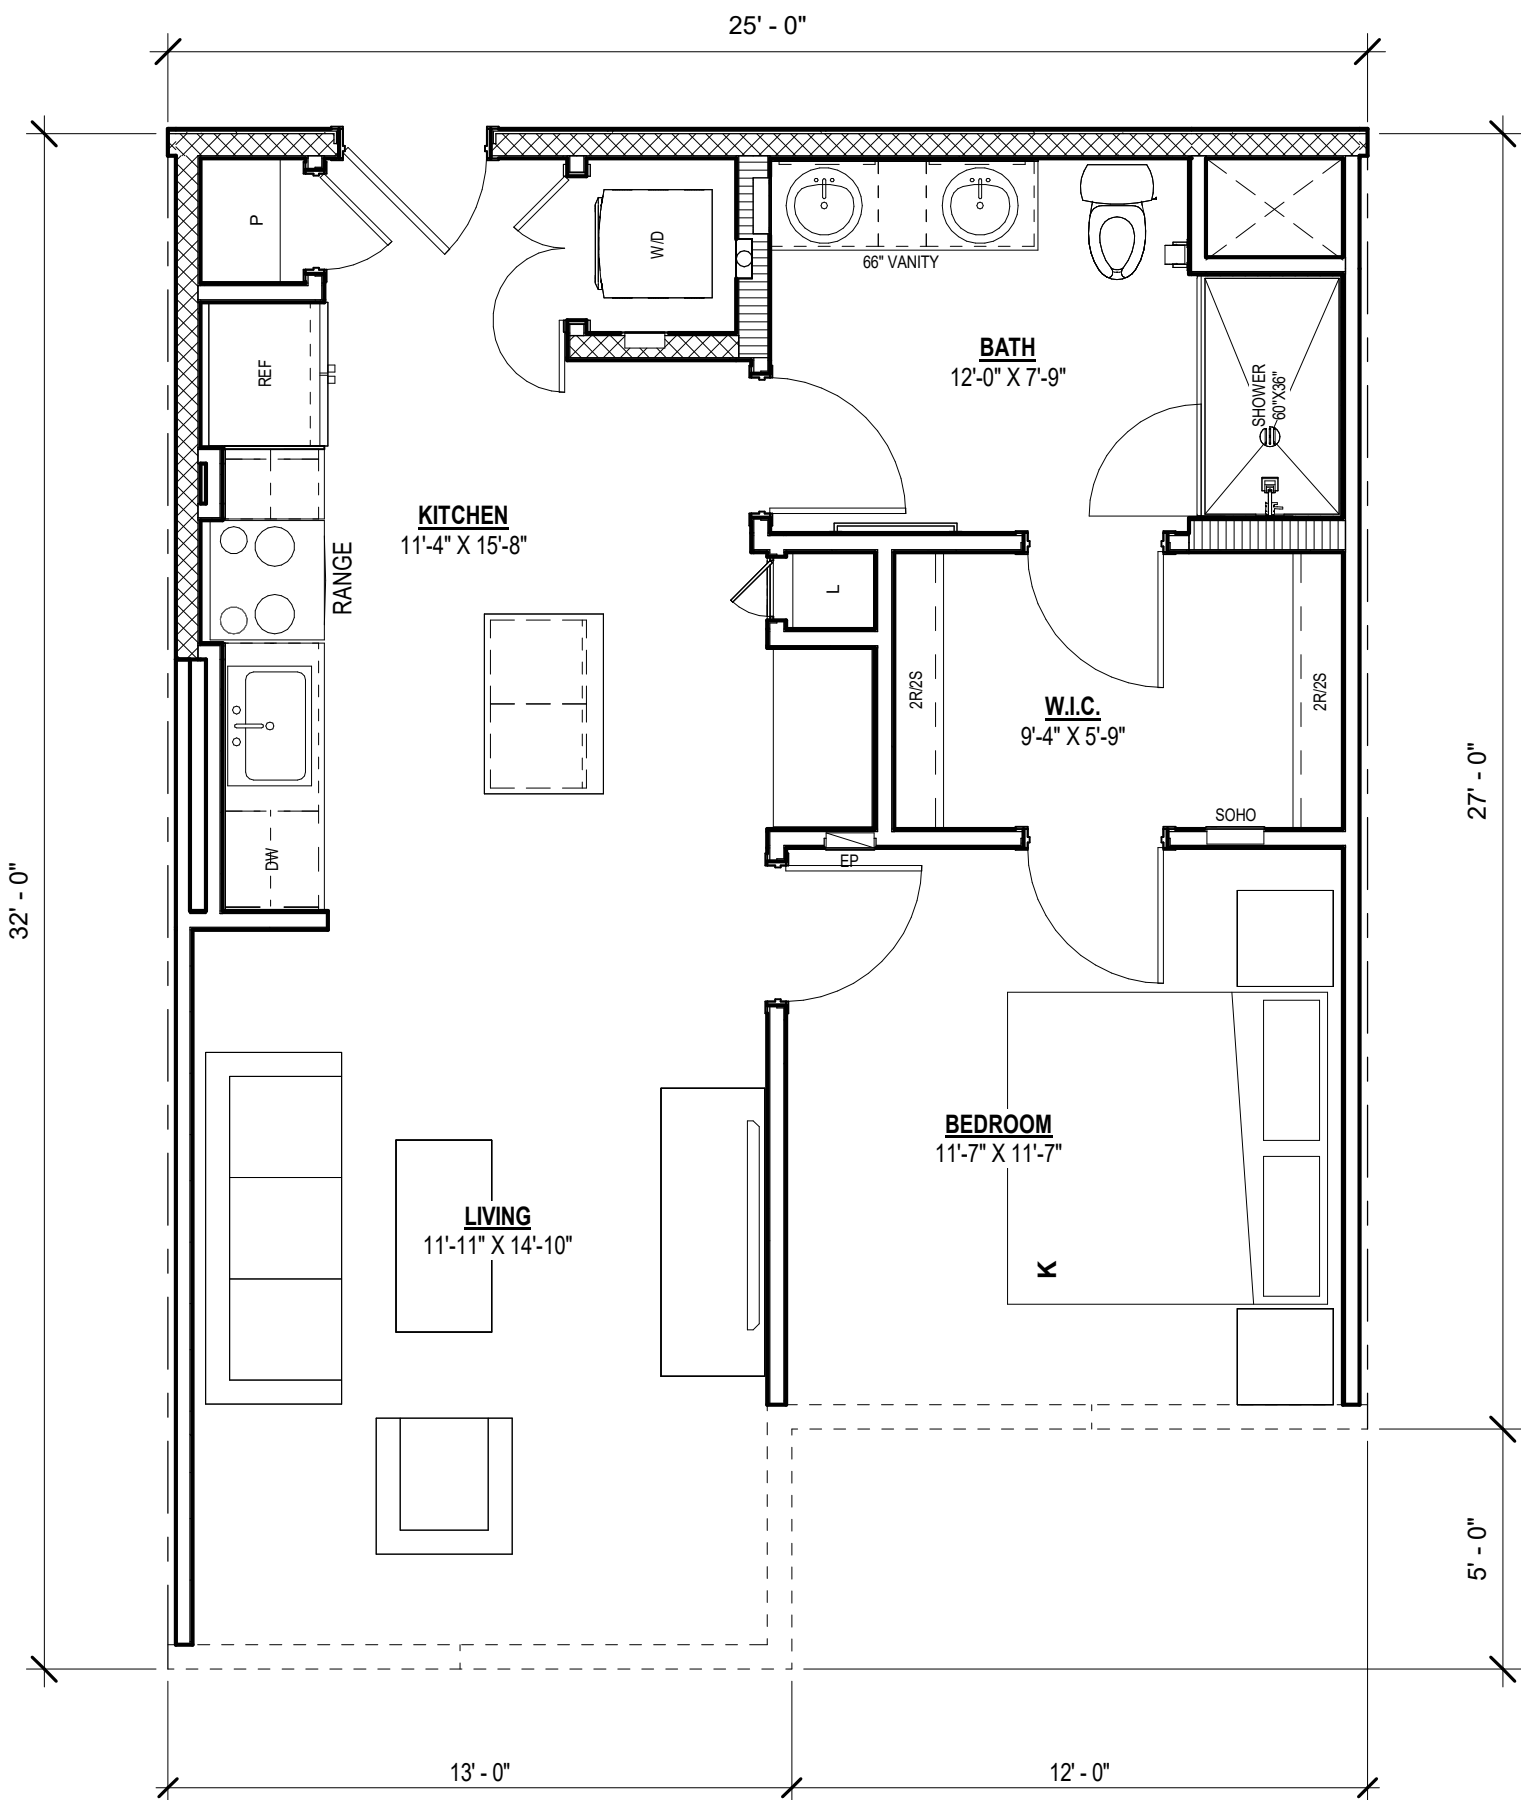 25' - 0"
P
W/D
66" VANITY
REF
BATH
12'-0" X 7'-9"
SHOWER
60"X36"
KITCHEN
11'-4" X 15'-8"
RANGE
L
2R/2S
W.I.C.
9'-4" X 5'-9"
2R/2S
27' - 0"
SOHO
DW
EP
32' - 0"
BEDROOM
11'-7" X 11'-7"
LIVING
11'-11" X 14'-10"
K
5' - 0"
13' - 0"
12' - 0"